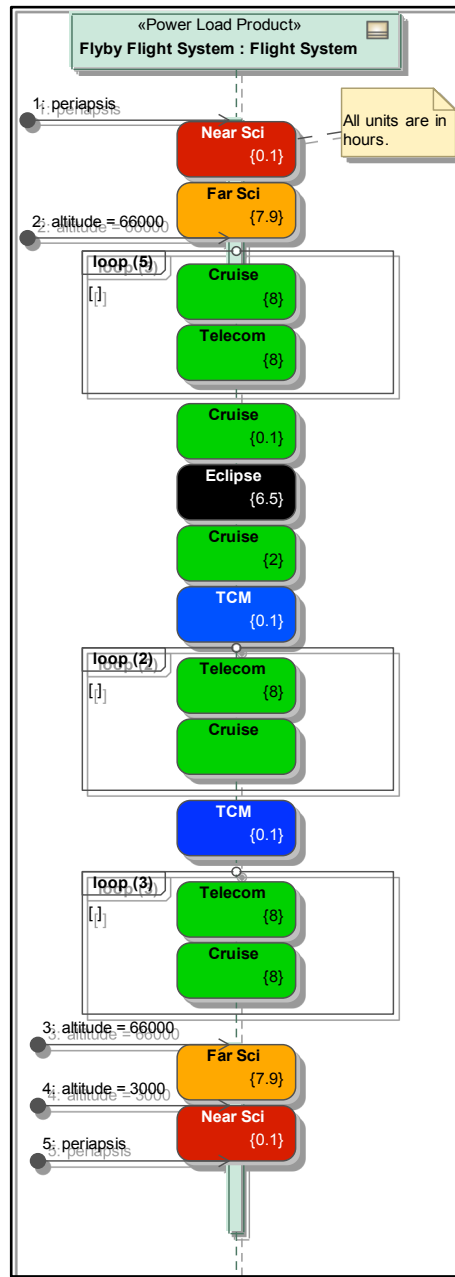 «Power Load Product»
Flyby Flight System : Flight System
1: periapsis
All units are in
hours.
Near Sci
{0.1}
Far Sci
{7.9}
2: altitude = 66000
loop (5)
[ ]
Cruise
{8}
Telecom
{8}
Cruise
{0.1}
Eclipse
{6.5}
Cruise
{2}
TCM
{0.1}
loop (2)
[ ]
Telecom
{8}
Cruise
TCM
{0.1}
loop (3)
[ ]
Telecom
{8}
Cruise
{8}
3: altitude = 66000
Far Sci
{7.9}
4: altitude = 3000
Near Sci
{0.1}
5: periapsis